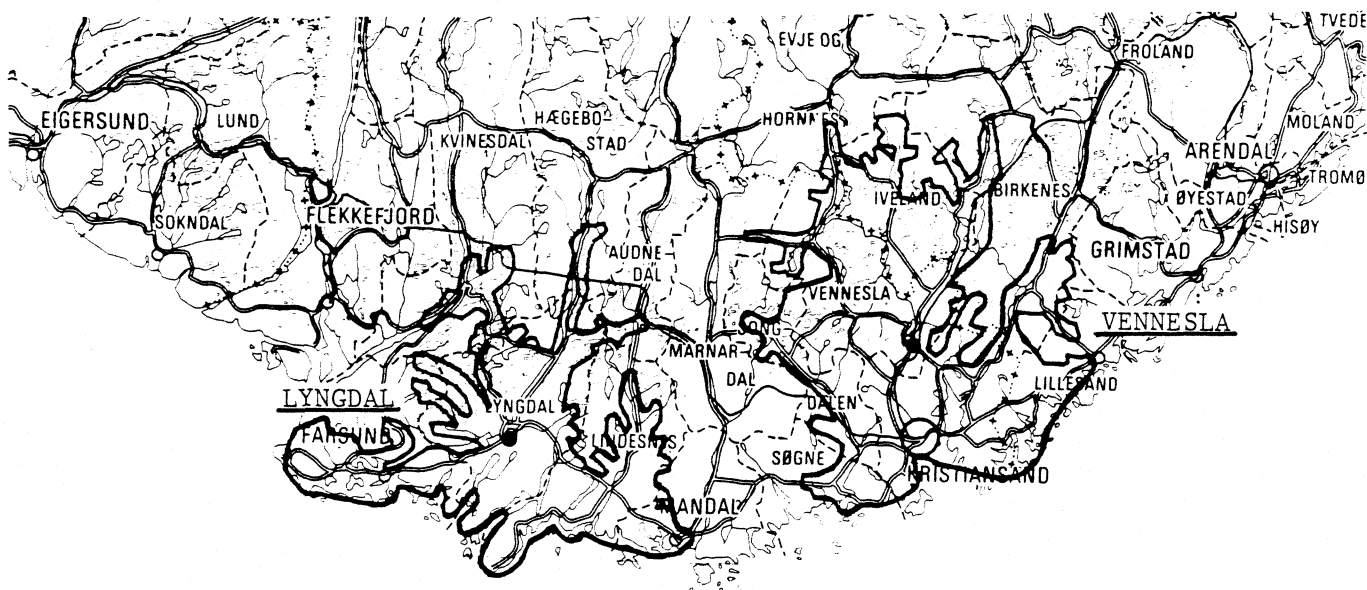 TVEDE
EVJE OG
FROLAND
EIGERSUND
LUND
HÆGEBO-
STAD
HORNNES
MOLAND
KVINESDAL
ARENDAL
TROMØ
IVELAND
BIRKENES
ØYESTAD
FLEKKEFJORD
SOKNDAL
HISØY
AUDNE-
DAL
GRIMSTAD
VENNESLA
VENNESLA
ONG
MARNAR-
DAL
LYNGDAL
LILLESAND
LYNGDAL
DALEN
FARSUND
LINDESNES
SØGNE
KRISTIANSAND
MANDAL